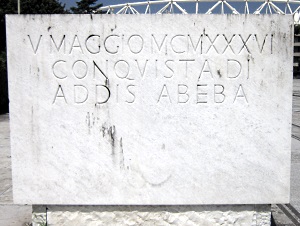 V MAGGIO MCMXXXVI
CONQVISTA DI
ADDIS ABEBA